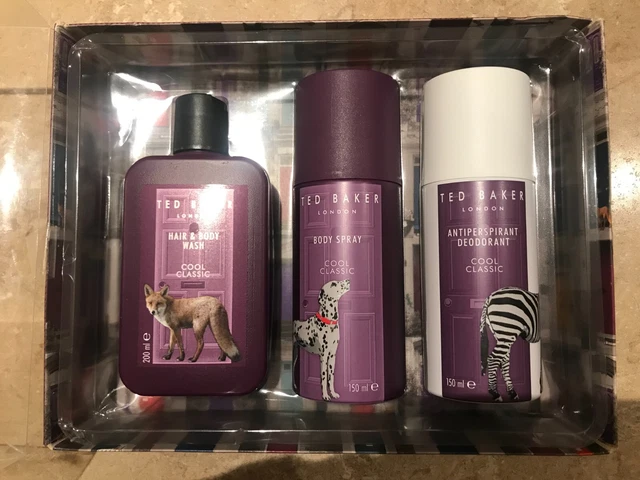 TED BAKER
LONDON
HAIR & BODY
WASH
COOL
CLASSIC
200 ml ℮
TED BAKER
LONDON
BODY SPRAY
COOL
CLASSIC
150 ml ℮
TED BAKER
LONDON
ANTIPERSPIRANT
DEODORANT
COOL
CLASSIC
150 ml ℮